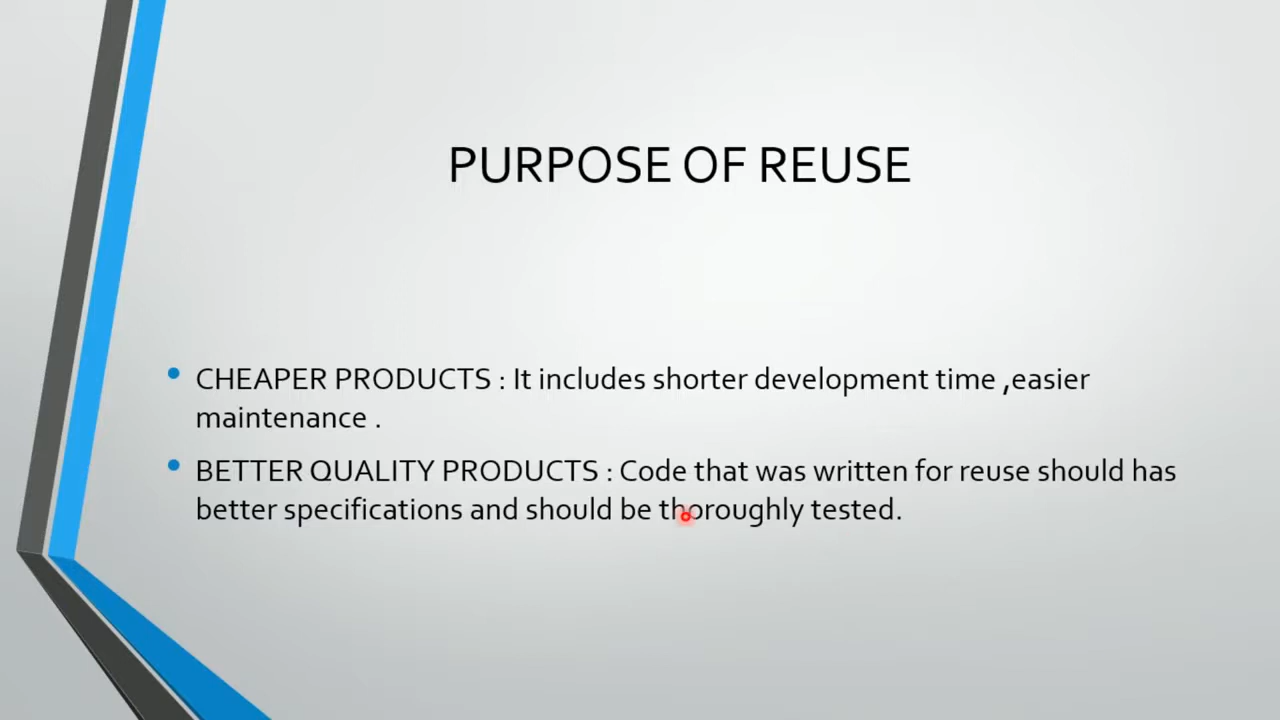 PURPOSE OF REUSE
CHEAPER PRODUCTS : It includes shorter development time ,easier
maintenance .
BETTER QUALITY PRODUCTS : Code that was written for reuse should has
better specifications and should be thoroughly tested.